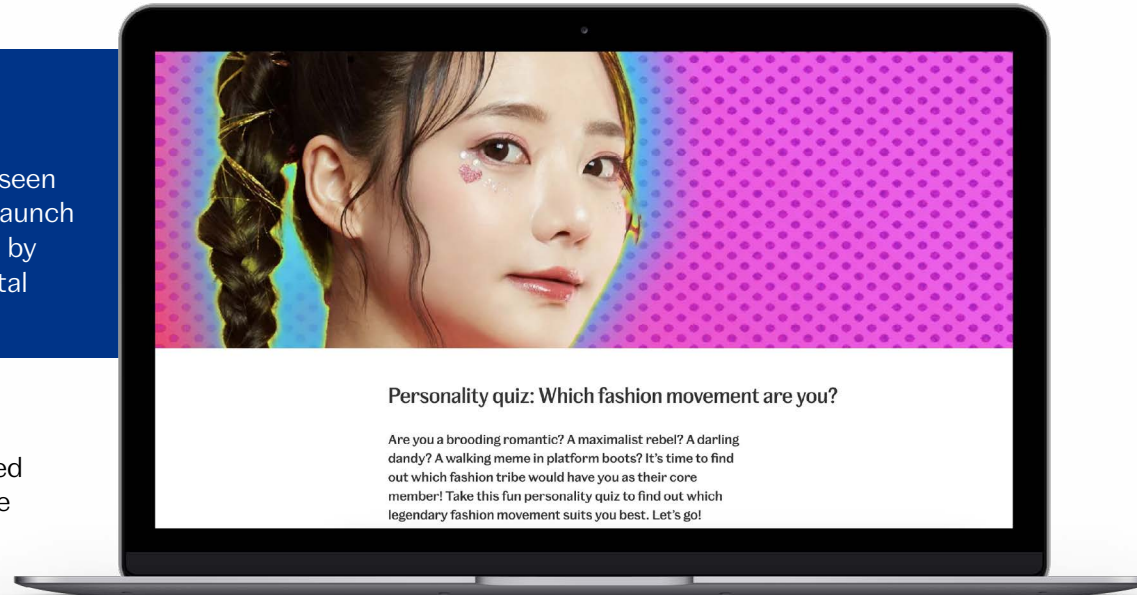 seen
aunch
by
tal
ed
e
Personality quiz: Which fashion movement are you?
Are you a brooding romantic? A maximalist rebel? A darling
dandy? A walking meme in platform boots? It's time to find
out which fashion tribe would have you as their core
member! Take this fun personality quiz to find out which
legendary fashion movement suits you best. Let's go!